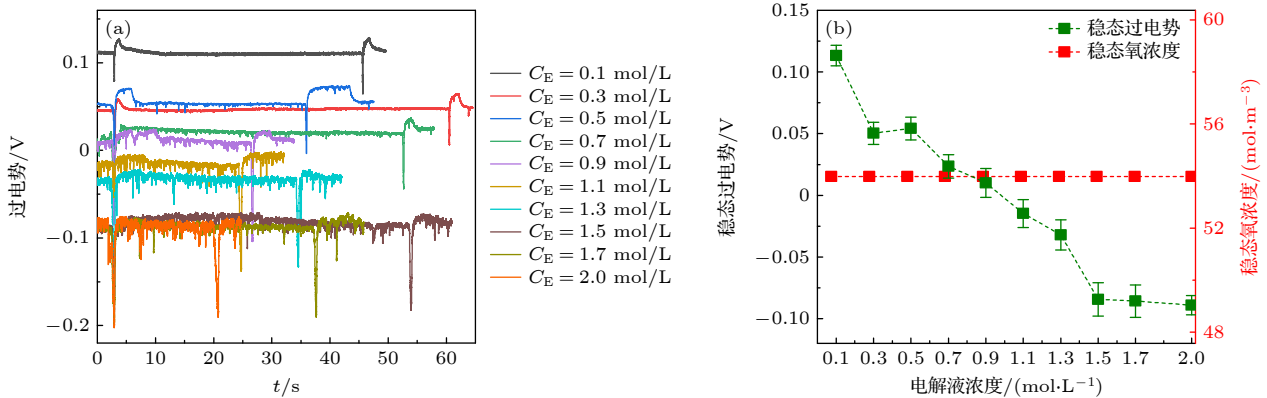 (a)
0.1
0
−0.1
−0.2
过电势/V
0
10
20
30
40
50
60
t/s
C_E = 0.1 mol/L
C_E = 0.3 mol/L
C_E = 0.5 mol/L
C_E = 0.7 mol/L
C_E = 0.9 mol/L
C_E = 1.1 mol/L
C_E = 1.3 mol/L
C_E = 1.5 mol/L
C_E = 1.7 mol/L
C_E = 2.0 mol/L
(b)
稳态过电势
稳态氧浓度
0.15
0.10
0.05
0
−0.05
−0.10
稳态过电势/V
0.1
0.3
0.5
0.7
0.9
1.1
1.3
1.5
1.7
2.0
电解液浓度/(mol·L⁻¹)
60
56
52
48
稳态氧浓度/(mol·m⁻³)